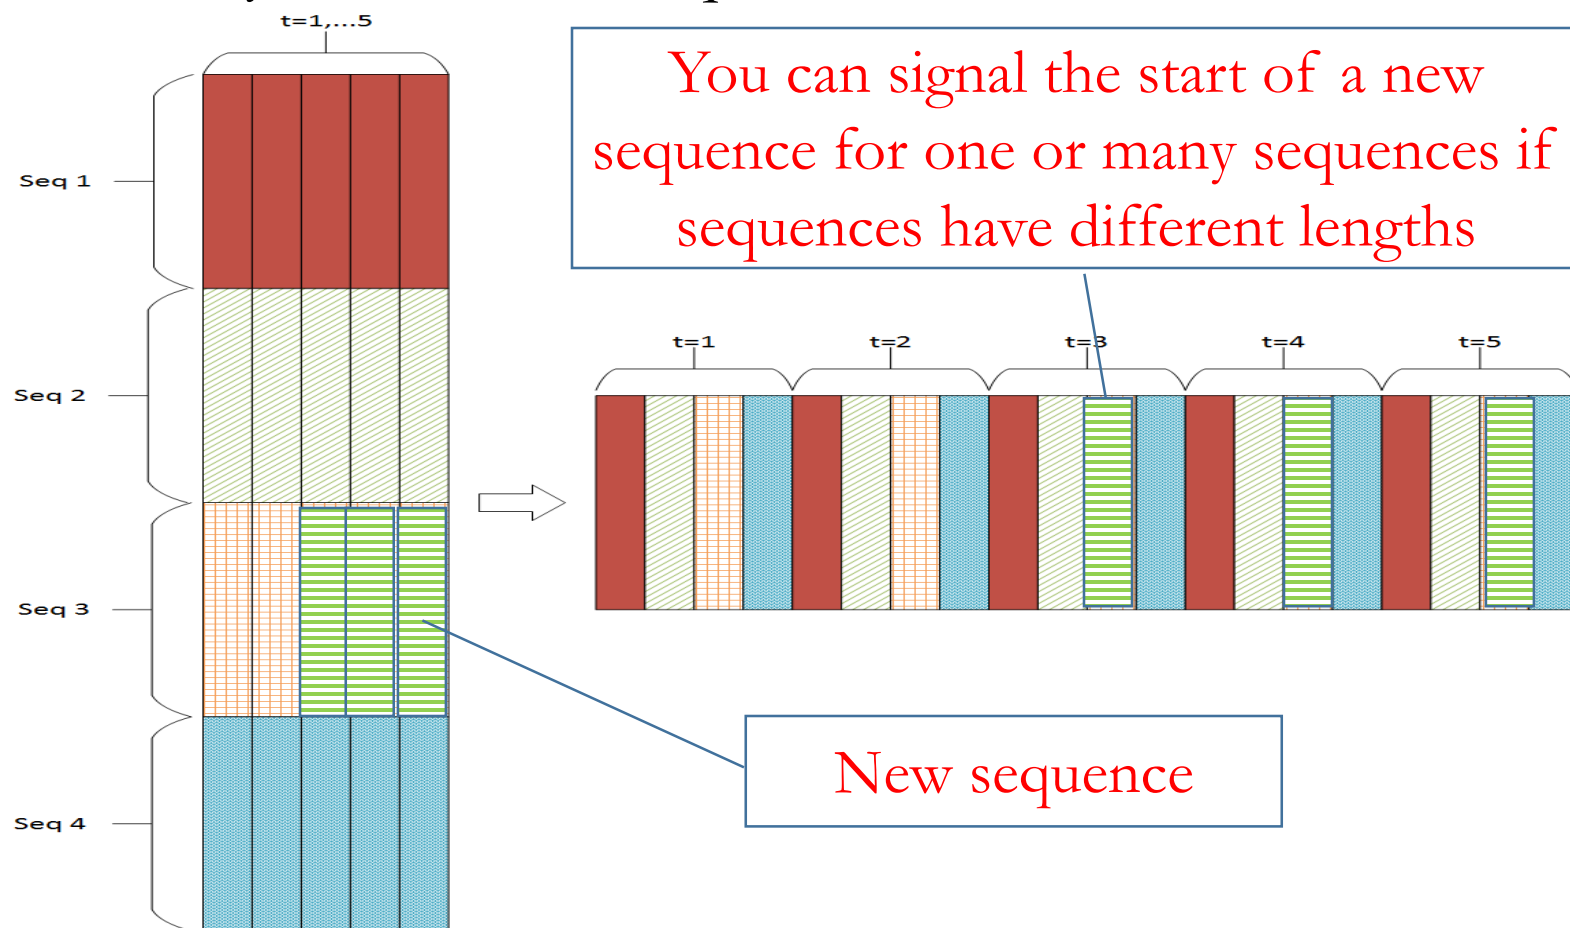 t=1,...5
You can signal the start of a new
sequence for one or many sequences if
sequences have different lengths
Seq 1
t=1
t=2
t=3
t=4
t=5
Seq 2
Seq 3
New sequence
Seq 4